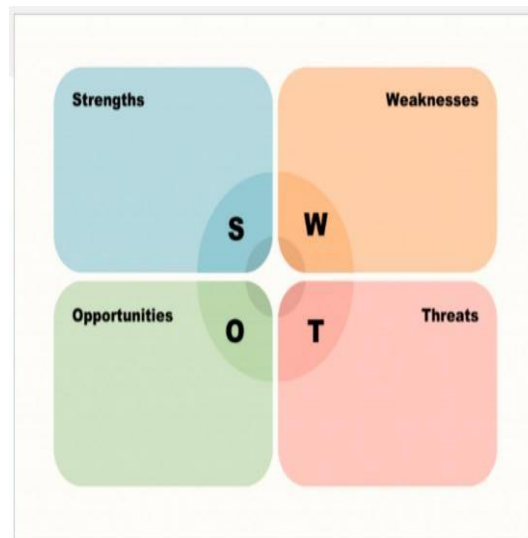 Strengths
Weaknesses
S
W
Opportunities
Threats
O
T